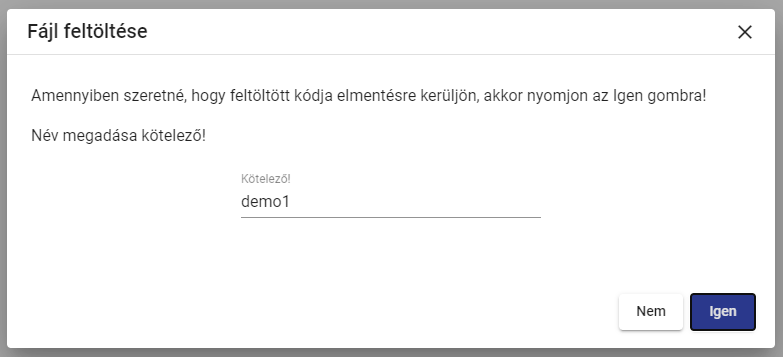 Fájl feltöltése
Amennyiben szeretné, hogy feltöltött kódja elmentésre kerüljön, akkor nyomjon az Igen gombra!
Név megadása kötelező!
Kötelező!
demo1
Nem
Igen